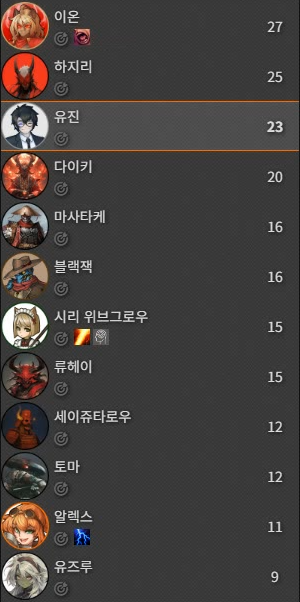 이온 27
하지리 25
유진 23
다이키 20
마사타케 16
블랙잭 16
시리 위브그로우 15
류헤이 15
세이쥬타로우 12
토마 12
알렉스 11
유즈루 9